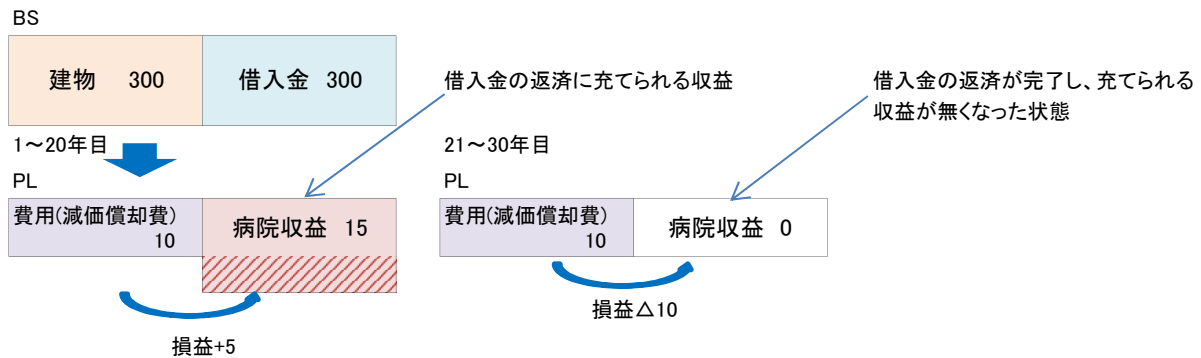 BS
建物 300
借入金 300
借入金の返済に充てられる収益
借入金の返済が完了し、充てられる
収益が無くなった状態
1～20年目
21～30年目
PL
PL
費用(減価償却費)
10
病院収益 15
費用(減価償却費)
10
病院収益 0
損益+5
損益△10